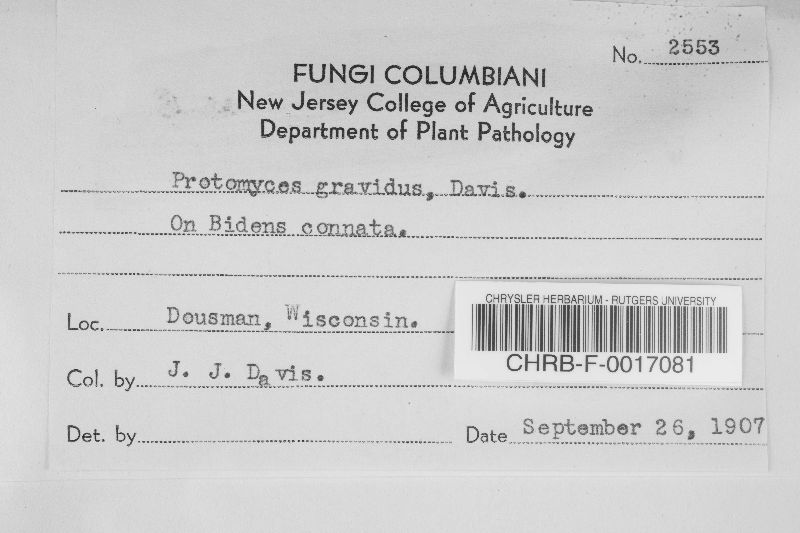 No. 2553
FUNGI COLUMBIANI
New Jersey College of Agriculture
Department of Plant Pathology
Protomyces gravidus, Davis.
On Bidens connata.
Loc. Dousman, Wisconsin.
CHRYSLER HERBARIUM - RUTGERS UNIVERSITY
CHRB-F-0017081
Col. by J. J. Davis.
Det. by
Date September 26, 1907